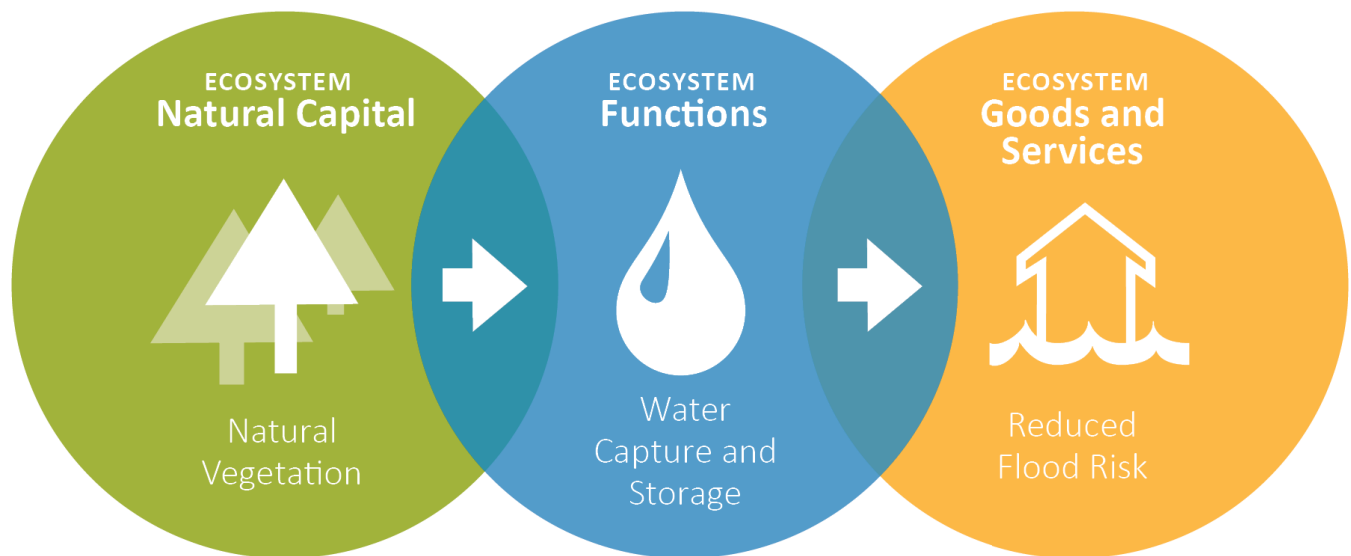 ECOSYSTEM
Natural Capital
Natural
Vegetation
ECOSYSTEM
Functions
Water
Capture and
Storage
ECOSYSTEM
Goods and
Services
Reduced
Flood Risk